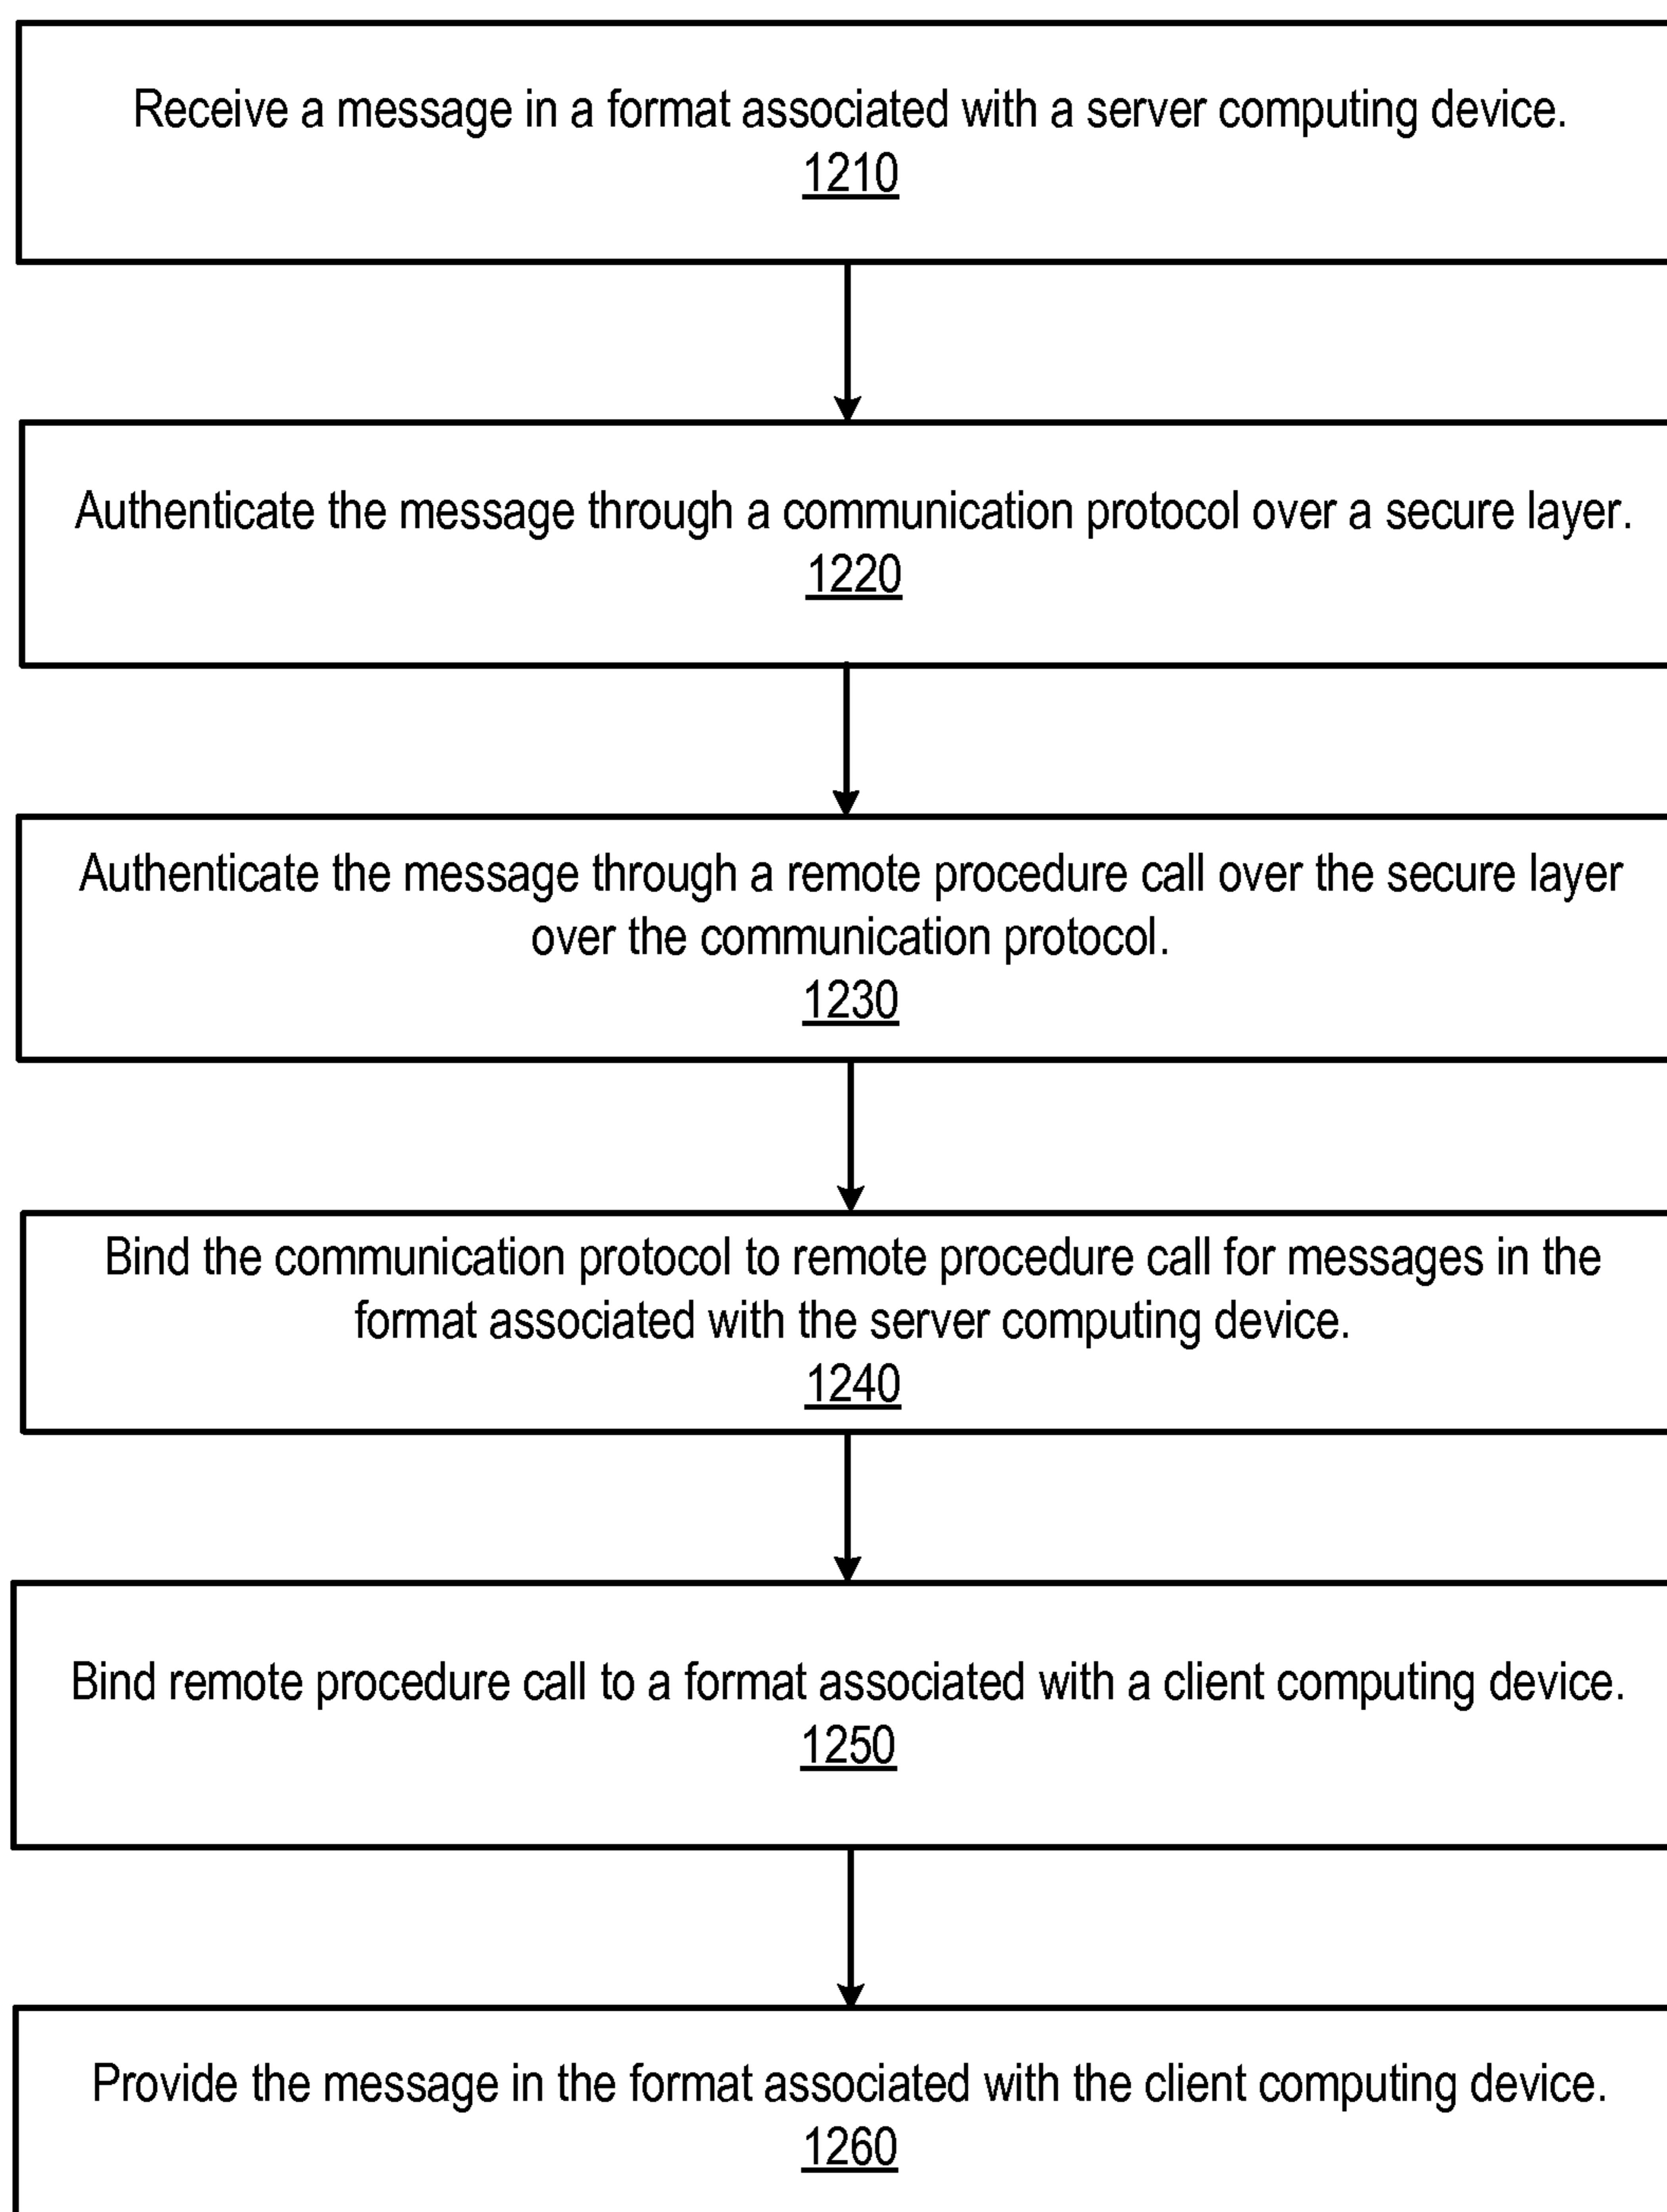 Receive a message in a format associated with a server computing device.
1210
Authenticate the message through a communication protocol over a secure layer.
1220
Authenticate the message through a remote procedure call over the secure layer
over the communication protocol.
1230
Bind the communication protocol to remote procedure call for messages in the
format associated with the server computing device.
1240
Bind remote procedure call to a format associated with a client computing device.
1250
Provide the message in the format associated with the client computing device.
1260